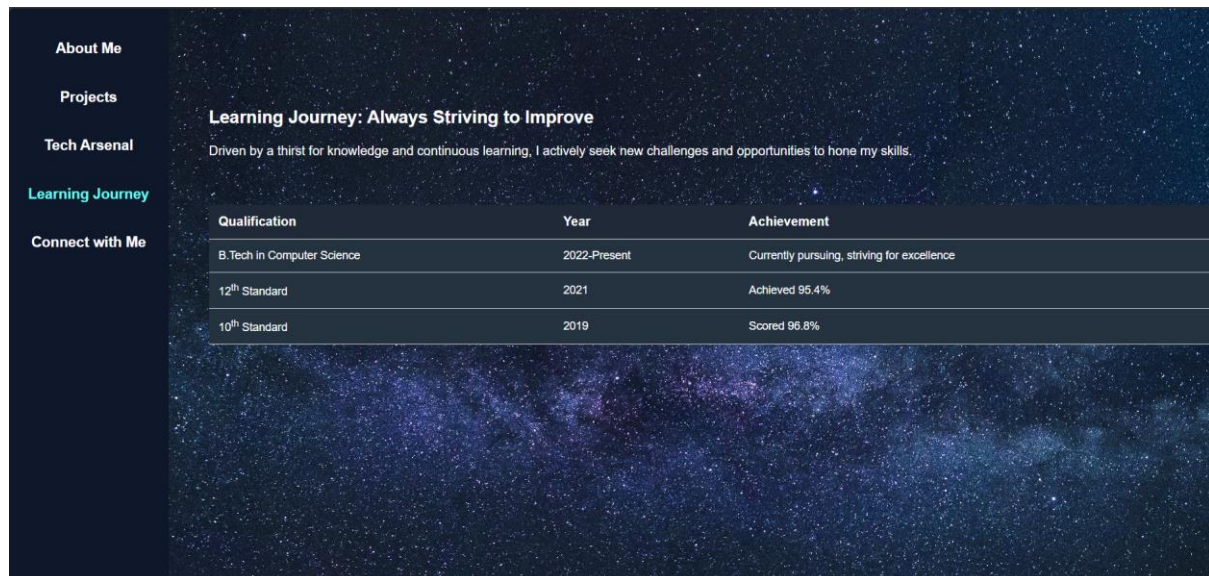 About Me
Projects
Tech Arsenal
Learning Journey
Connect with Me
Learning Journey: Always Striving to Improve
Driven by a thirst for knowledge and continuous learning, I actively seek new challenges and opportunities to hone my skills.
Qualification Year Achievement
B.Tech in Computer Science 2022-Present Currently pursuing, striving for excellence
12th Standard 2021 Achieved 95.4%
10th Standard 2019 Scored 96.8%